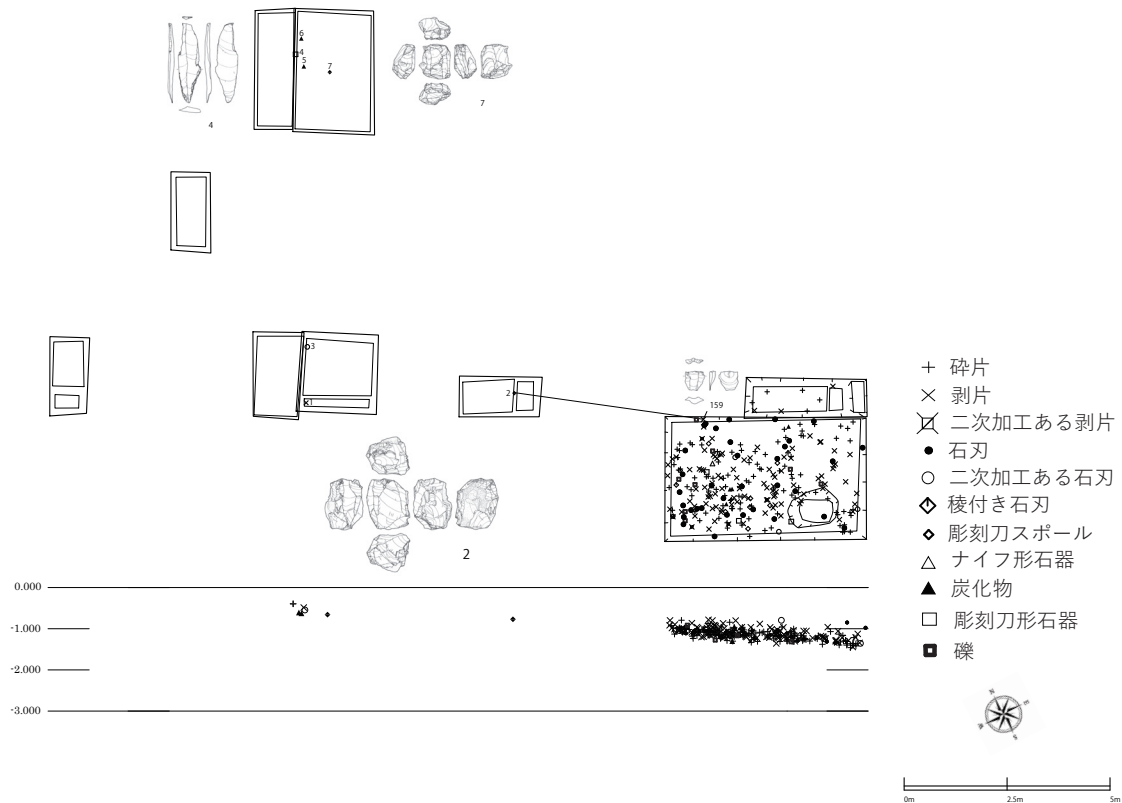 6
4
5
7
4
7
3
1
2
159
2
0.000
-1.000
-2.000
-3.000
砕片
剥片
二次加工ある剥片
石刃
二次加工ある石刃
稜付き石刃
彫刻刀スポール
ナイフ形石器
炭化物
彫刻刀形石器
礫
N
E
W
S
0m
2.5m
5m